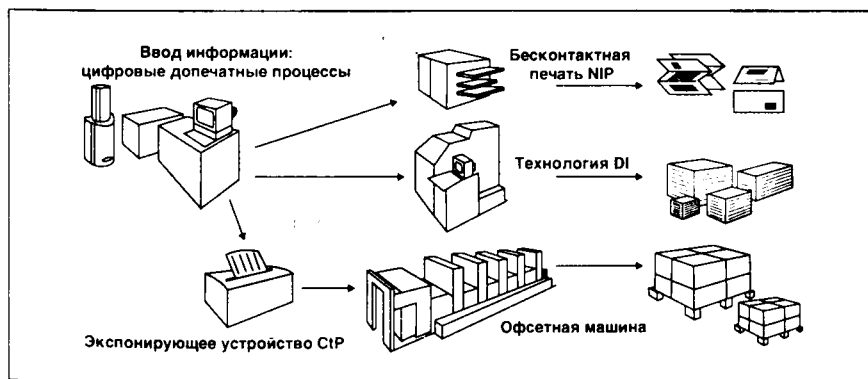 Ввод информации:
цифровые допечатные процессы
Бесконтактная
печать NIP
Технология DI
Экспонирующее устройство CtP
Офсетная машина